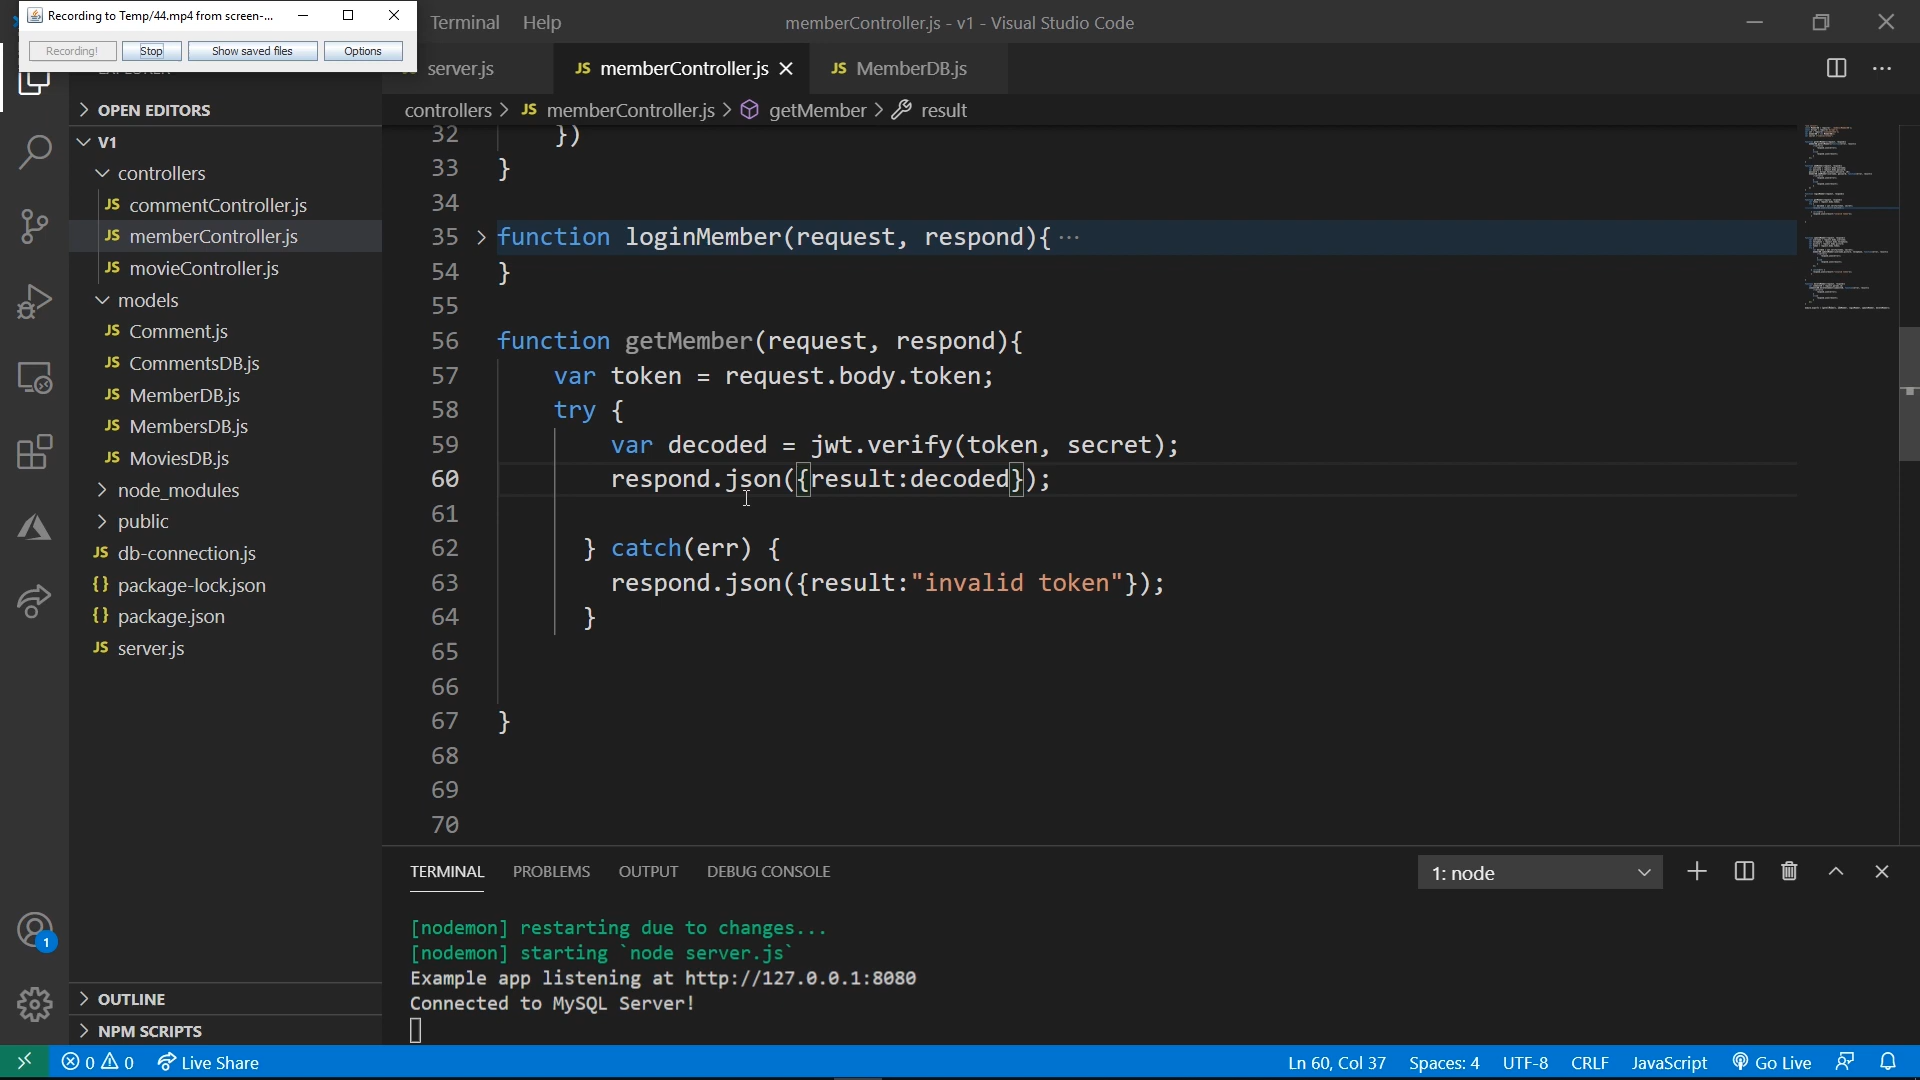 Recording to Temp/44.mp4 from screen-...
Recording!
Stop
Show saved files
Options
Terminal
Help
memberController.js - v1 - Visual Studio Code
server.js
JS memberController.js
JS MemberDB.js
controllers > JS memberController.js > getMember > result
OPEN EDITORS
V1
controllers
JS commentController.js
JS memberController.js
JS movieController.js
models
JS Comment.js
JS CommentsDB.js
JS MemberDB.js
JS MembersDB.js
JS MoviesDB.js
node_modules
public
JS db-connection.js
{} package-lock.json
{} package.json
JS server.js
OUTLINE
NPM SCRIPTS
1
32 })
33 }
34
35 function loginMember(request, respond){ ...
54 }
55
56 function getMember(request, respond){
57 var token = request.body.token;
58 try {
59 var decoded = jwt.verify(token, secret);
60 respond.json({result:decoded});
61
62 } catch(err) {
63 respond.json({result:"invalid token"});
64 }
65
66
67 }
68
69
70
TERMINAL
PROBLEMS
OUTPUT
DEBUG CONSOLE
1: node
[nodemon] restarting due to changes...
[nodemon] starting `node server.js`
Example app listening at http://127.0.0.1:8080
Connected to MySQL Server!
0
0
Live Share
Ln 60, Col 37
Spaces: 4
UTF-8
CRLF
JavaScript
Go Live